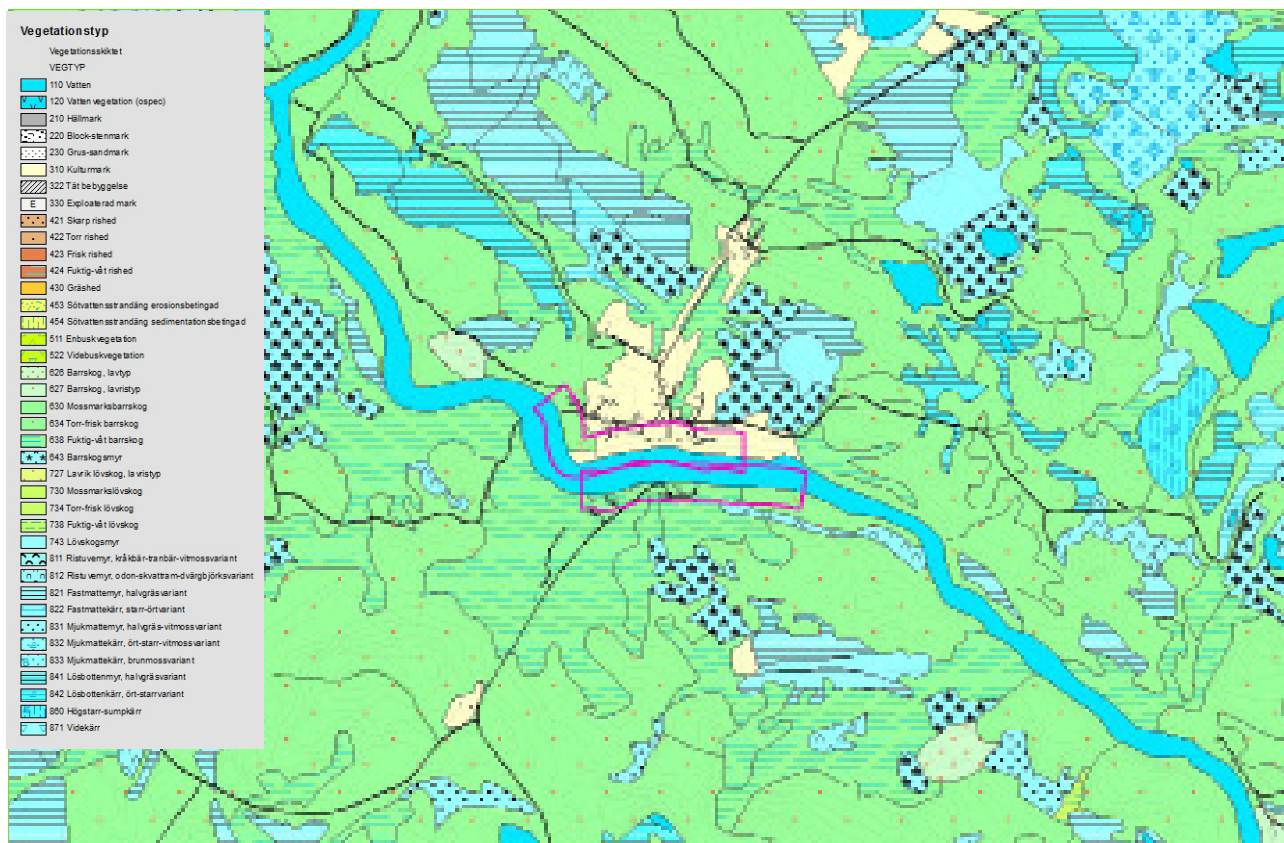 Vegetationstyp
Vegetationsskiktet
VEGTYP
110 Vatten
120 Vatten vegetation (ospec)
210 Hällmark
220 Block-stenmark
230 Grus-sandmark
310 Kulturmark
322 Tät bebyggelse
E 330 Exploaterad mark
421 Skarp rished
422 Torr rished
423 Frisk rished
424 Fuktig-våt rished
430 Gräshed
453 Sötvattensstrandäng erosionsbetingad
454 Sötvattensstrandäng sedimentationsbetingad
511 Enbuskvegetation
522 Videbuskvegetation
626 Barrskog, lavtyp
627 Barrskog, lavristyp
630 Mossmarksbarrskog
634 Torr-frisk barrskog
638 Fuktig-våt barrskog
643 Barrskogsmyr
727 Lavrik lövskog, lavristyp
730 Mossmarkslövskog
734 Torr-frisk lövskog
738 Fuktig-våt lövskog
743 Lövskogsmyr
811 Ristuvemyr, kråkbär-tranbär-vitmossvariant
812 Ristuvemyr, odon-skvattram-dvärgbjörksvariant
821 Fastmattemyr, halvgräsvariant
822 Fastmattekärr, starr-örtvariant
831 Mjukmattemyr, halvgräs-vitmossvariant
832 Mjukmattekärr, ört-starr-vitmossvariant
833 Mjukmattekärr, brunmossvariant
841 Lösbottenmyr, halvgräsvariant
842 Lösbottenkärr, ört-starrvariant
860 Högstarr-sumpkärr
871 Videkärr